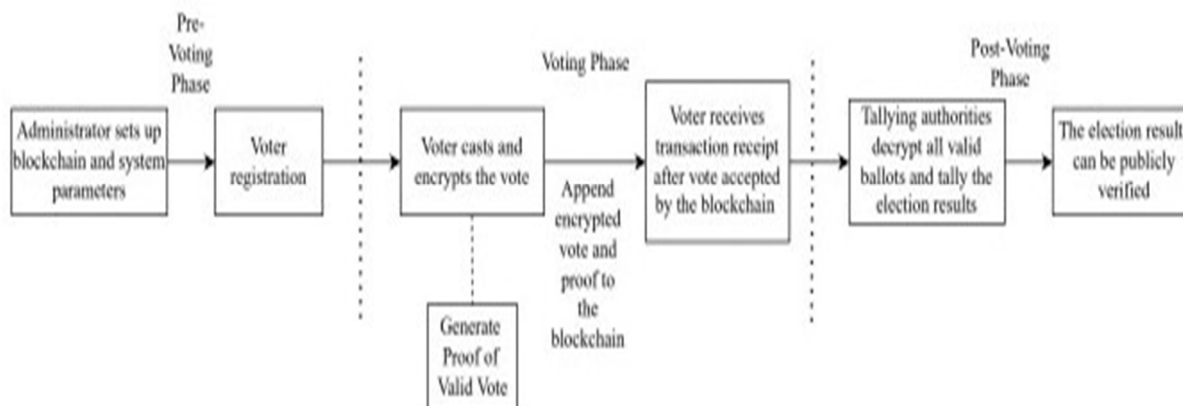 Pre-
Voting
Phase
Administrator sets up
blockchain and system
parameters
Voter
registration
Voting Phase
Voter casts and
encrypts the vote
Generate
Proof of
Valid Vote
Append
encrypted
vote and
proof to
the
blockchain
Voter receives
transaction receipt
after vote accepted
by the blockchain
Post-Voting
Phase
Tallying authorities
decrypt all valid
ballots and tally the
election results
The election result
can be publicly
verified